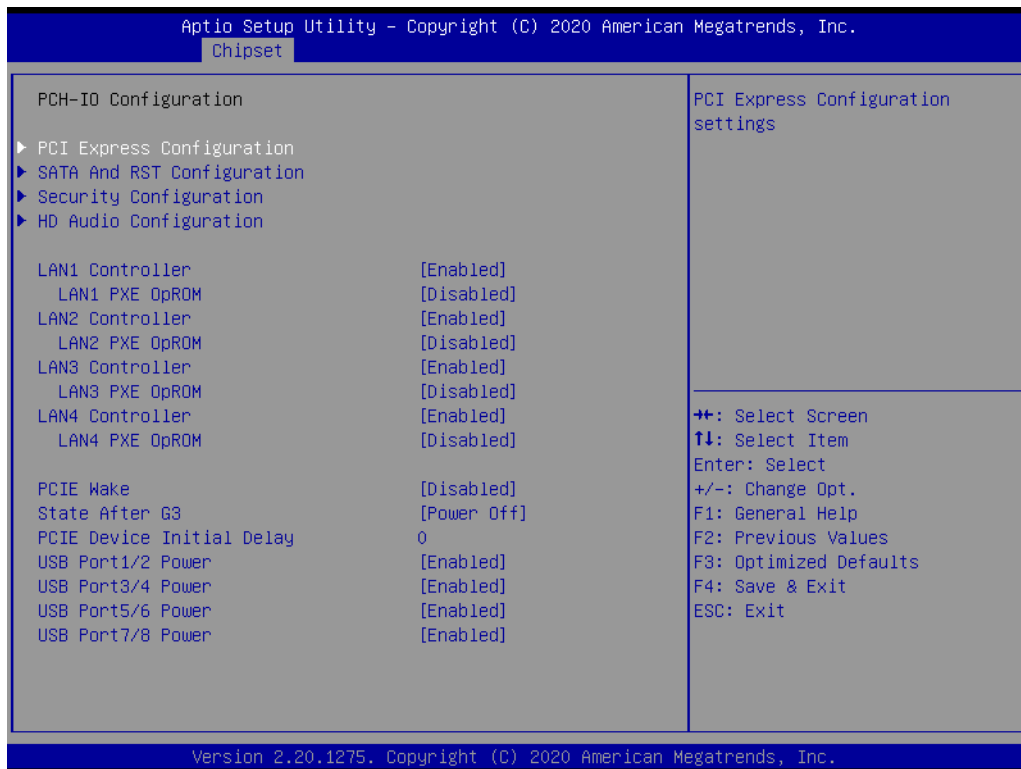 Aptio Setup Utility – Copyright (C) 2020 American Megatrends, Inc.
Chipset
PCH-IO Configuration
PCI Express Configuration
SATA And RST Configuration
Security Configuration
HD Audio Configuration
LAN1 Controller [Enabled]
LAN1 PXE OpROM [Disabled]
LAN2 Controller [Enabled]
LAN2 PXE OpROM [Disabled]
LAN3 Controller [Enabled]
LAN3 PXE OpROM [Disabled]
LAN4 Controller [Enabled]
LAN4 PXE OpROM [Disabled]
PCIE Wake [Disabled]
State After G3 [Power Off]
PCIE Device Initial Delay 0
USB Port1/2 Power [Enabled]
USB Port3/4 Power [Enabled]
USB Port5/6 Power [Enabled]
USB Port7/8 Power [Enabled]
PCI Express Configuration
settings
→←: Select Screen
↑↓: Select Item
Enter: Select
+/-: Change Opt.
F1: General Help
F2: Previous Values
F3: Optimized Defaults
F4: Save & Exit
ESC: Exit
Version 2.20.1275. Copyright (C) 2020 American Megatrends, Inc.